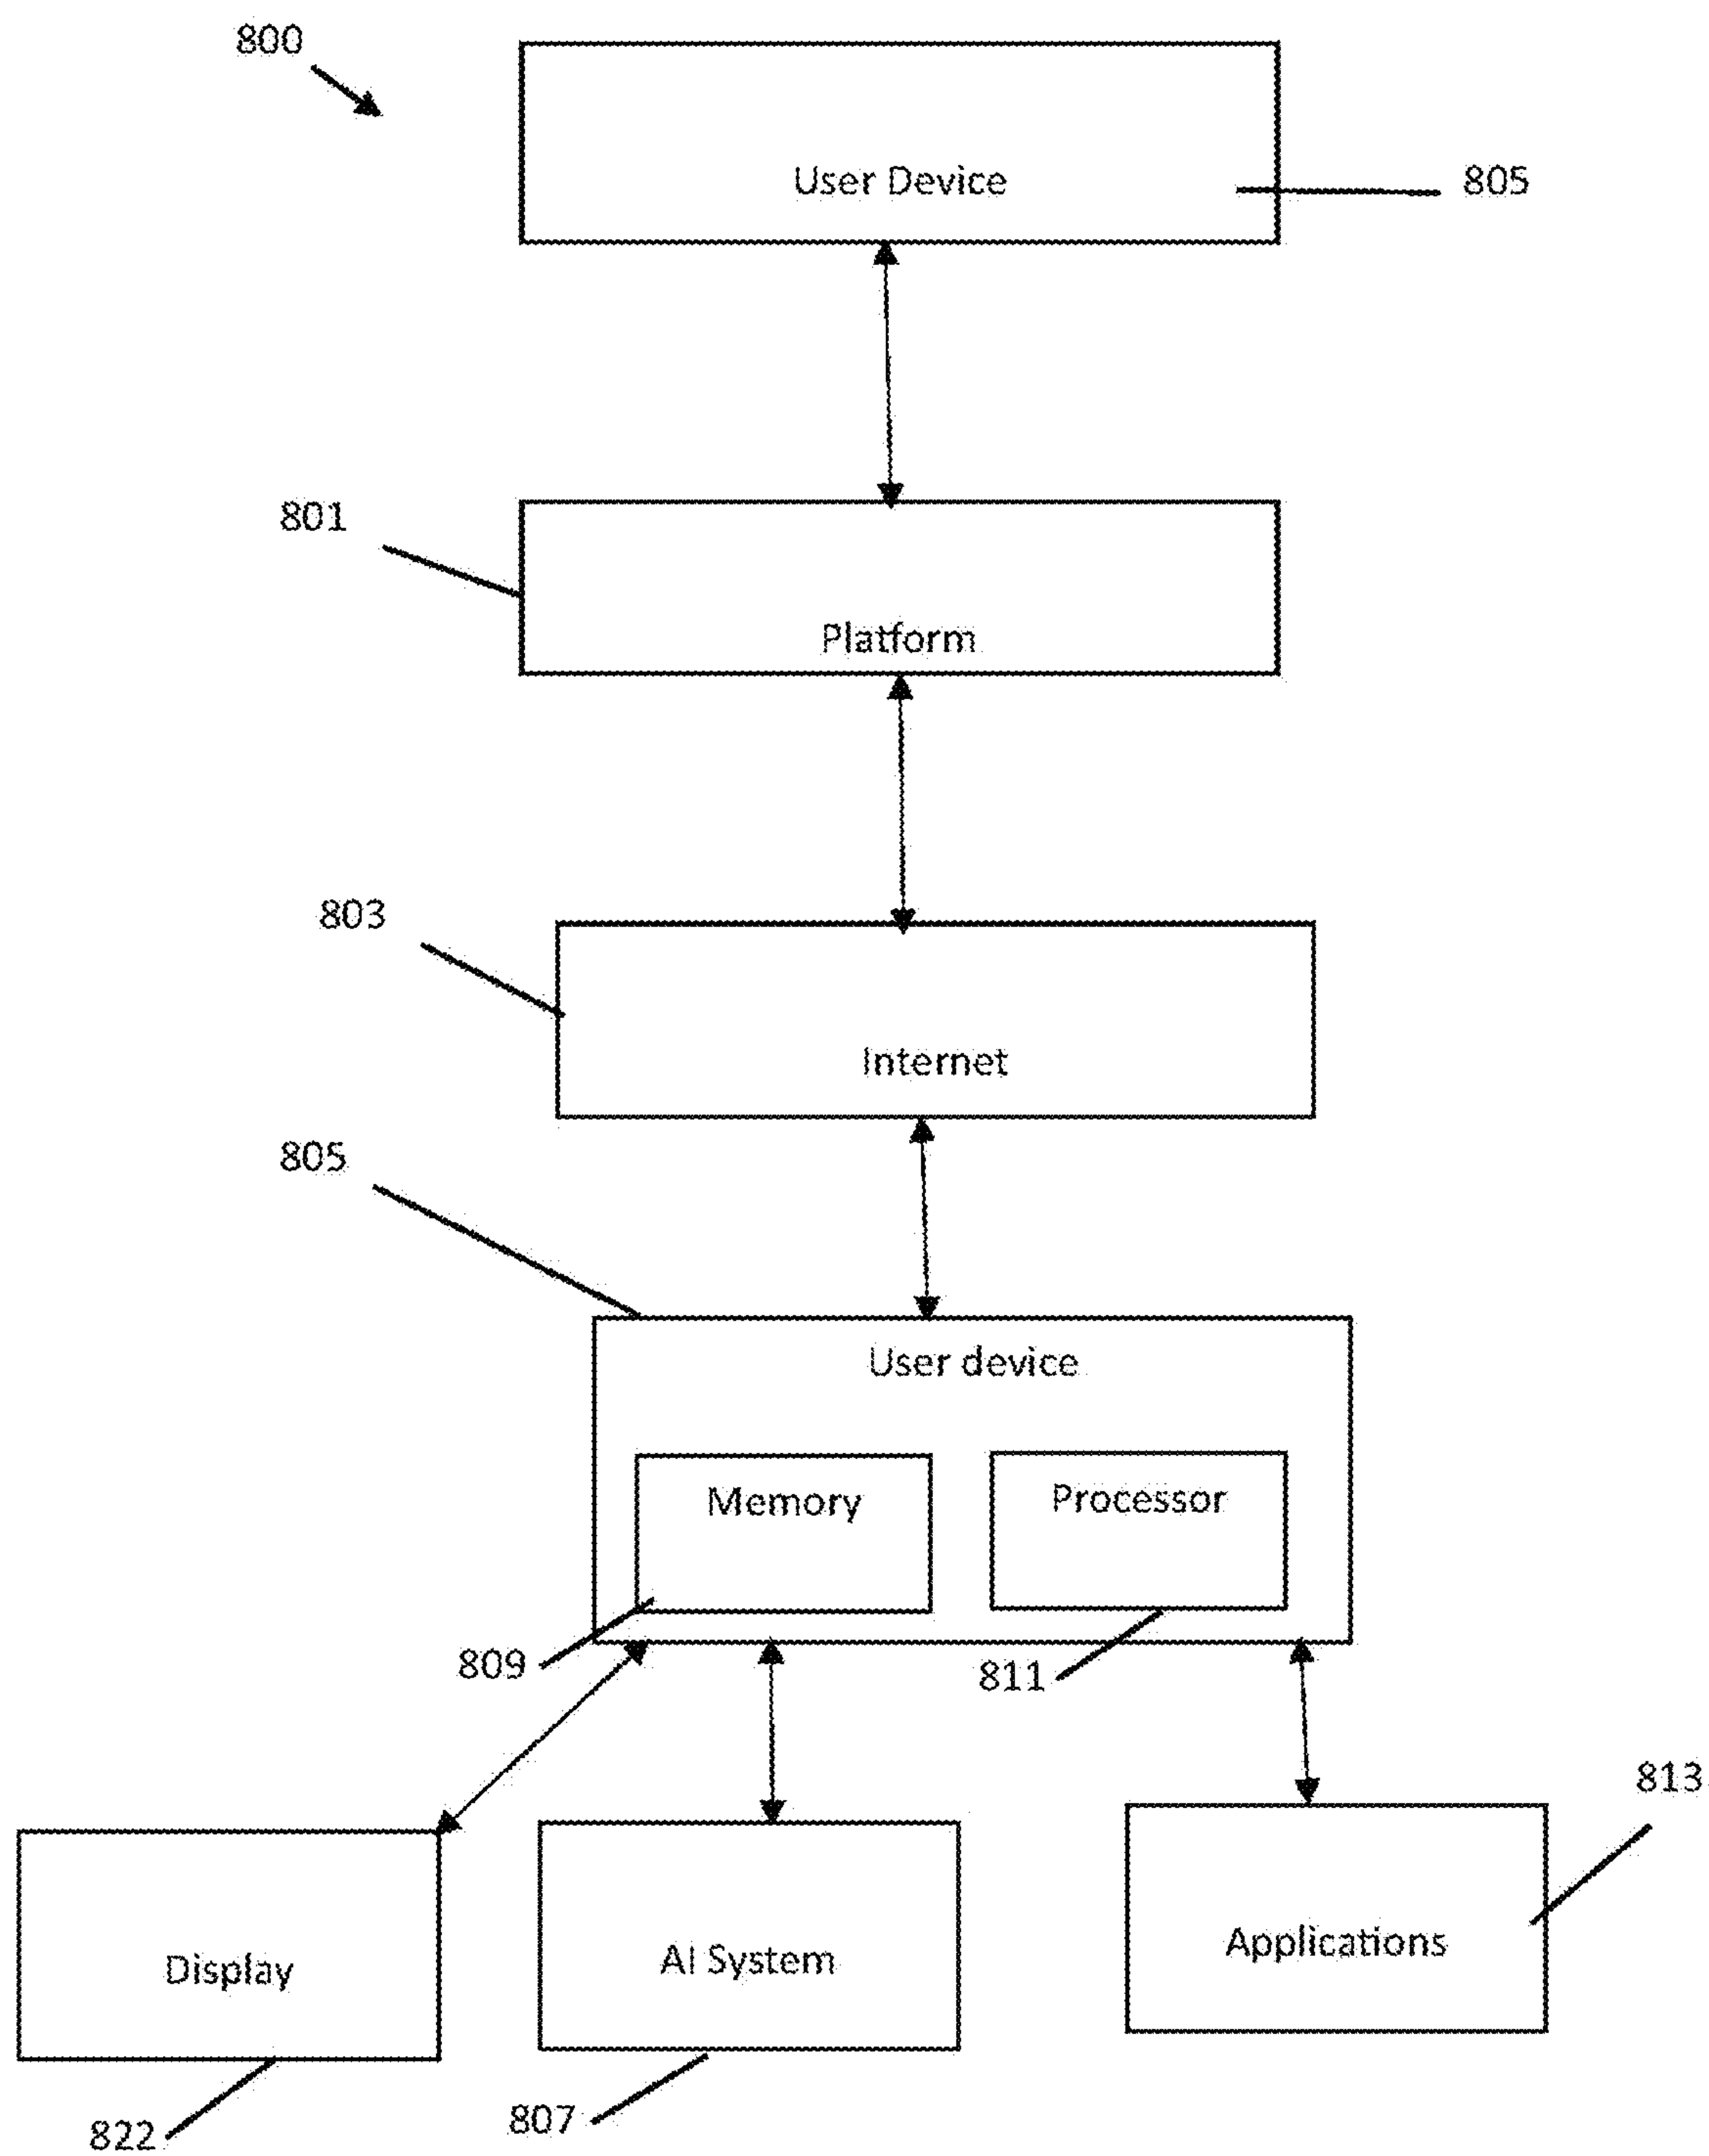 800
User Device
805
801
Platform
803
Internet
805
User device
Memory
Processor
809
811
813
Display
AI System
Applications
822
807